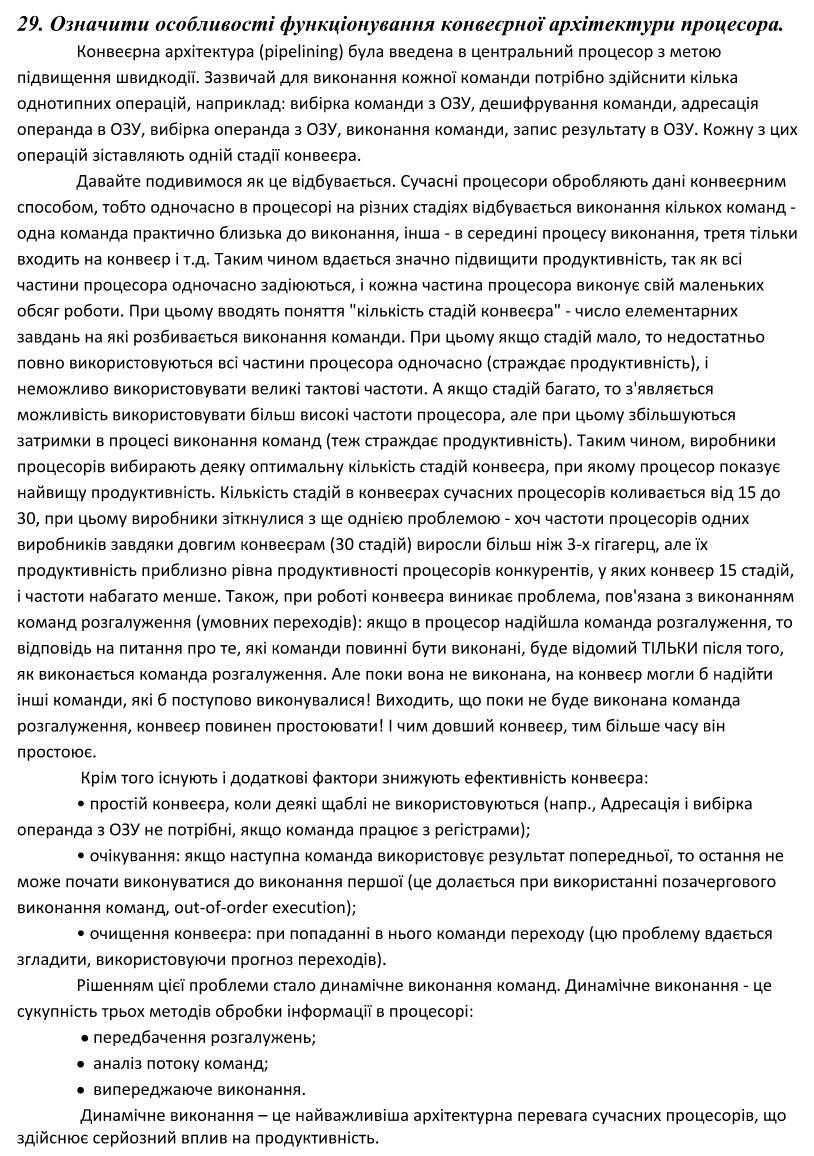 29. Означити особливості функціонування конвеєрної архітектури процесора.
Конвеєрна архітектура (pipelining) була введена в центральний процесор з метою
підвищення швидкодії. Зазвичай для виконання кожної команди потрібно здійснити кілька
однотипних операцій, наприклад: вибірка команди з ОЗУ, дешифрування команди, адресація
операнда в ОЗУ, вибірка операнда з ОЗУ, виконання команди, запис результату в ОЗУ. Кожну з цих
операцій зіставляють одній стадії конвеєра.
Давайте подивимося як це відбувається. Сучасні процесори обробляють дані конвеєрним
способом, тобто одночасно в процесорі на різних стадіях відбувається виконання кількох команд -
одна команда практично близька до виконання, інша - в середині процесу виконання, третя тільки
входить на конвеєр і т.д. Таким чином вдається значно підвищити продуктивність, так як всі
частини процесора одночасно задіюються, і кожна частина процесора виконує свій маленьких
обсяг роботи. При цьому вводять поняття "кількість стадій конвеєра" - число елементарних
завдань на які розбивається виконання команди. При цьому якщо стадій мало, то недостатньо
повно використовуються всі частини процесора одночасно (страждає продуктивність), і
неможливо використовувати великі тактові частоти. А якщо стадій багато, то з'являється
можливість використовувати більш високі частоти процесора, але при цьому збільшуються
затримки в процесі виконання команд (теж страждає продуктивність). Таким чином, виробники
процесорів вибирають деяку оптимальну кількість стадій конвеєра, при якому процесор показує
найвищу продуктивність. Кількість стадій в конвеєрах сучасних процесорів коливається від 15 до
30, при цьому виробники зіткнулися з ще однією проблемою - хоч частоти процесорів одних
виробників завдяки довгим конвеєрам (30 стадій) виросли більш ніж 3-х гігагерц, але їх
продуктивність приблизно рівна продуктивності процесорів конкурентів, у яких конвеєр 15 стадій,
і частоти набагато менше. Також, при роботі конвеєра виникає проблема, пов'язана з виконанням
команд розгалуження (умовних переходів): якщо в процесор надійшла команда розгалуження, то
відповідь на питання про те, які команди повинні бути виконані, буде відомий ТІЛЬКИ після того,
як виконається команда розгалуження. Але поки вона не виконана, на конвеєр могли б надійти
інші команди, які б поступово виконувалися! Виходить, що поки не буде виконана команда
розгалуження, конвеєр повинен простоювати! І чим довший конвеєр, тим більше часу він
простоює.
Крім того існують і додаткові фактори знижують ефективність конвеєра:
• простій конвеєра, коли деякі щаблі не використовуються (напр., Адресація і вибірка
операнда з ОЗУ не потрібні, якщо команда працює з регістрами);
• очікування: якщо наступна команда використовує результат попередньої, то остання не
може почати виконуватися до виконання першої (це долається при використанні позачергового
виконання команд, out-of-order execution);
• очищення конвеєра: при попаданні в нього команди переходу (цю проблему вдається
згладити, використовуючи прогноз переходів).
Рішенням цієї проблеми стало динамічне виконання команд. Динамічне виконання - це
сукупність трьох методів обробки інформації в процесорі:
• передбачення розгалужень;
• аналіз потоку команд;
• випереджаюче виконання.
Динамічне виконання – це найважливіша архітектурна перевага сучасних процесорів, що
здійснює серйозний вплив на продуктивність.